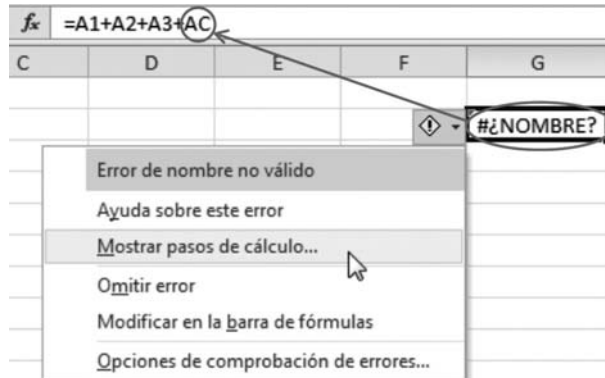 fx =A1+A2+A3+AC
C D E F G
#¿NOMBRE?
Error de nombre no válido
Ayuda sobre este error
Mostrar pasos de cálculo...
Omitir error
Modificar en la barra de fórmulas
Opciones de comprobación de errores...